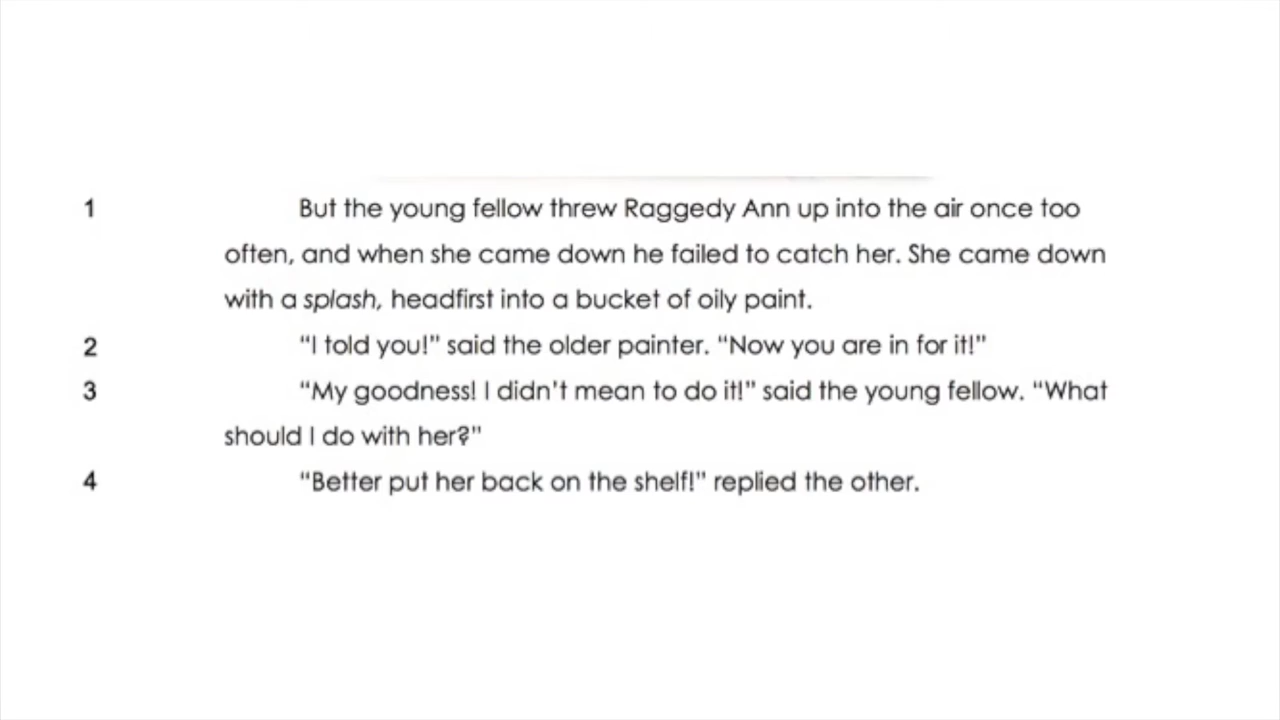 1 But the young fellow threw Raggedy Ann up into the air once too
often, and when she came down he failed to catch her. She came down
with a splash, headfirst into a bucket of oily paint.
2 “I told you!” said the older painter. “Now you are in for it!”
3 “My goodness! I didn’t mean to do it!” said the young fellow. “What
should I do with her?”
4 “Better put her back on the shelf!” replied the other.